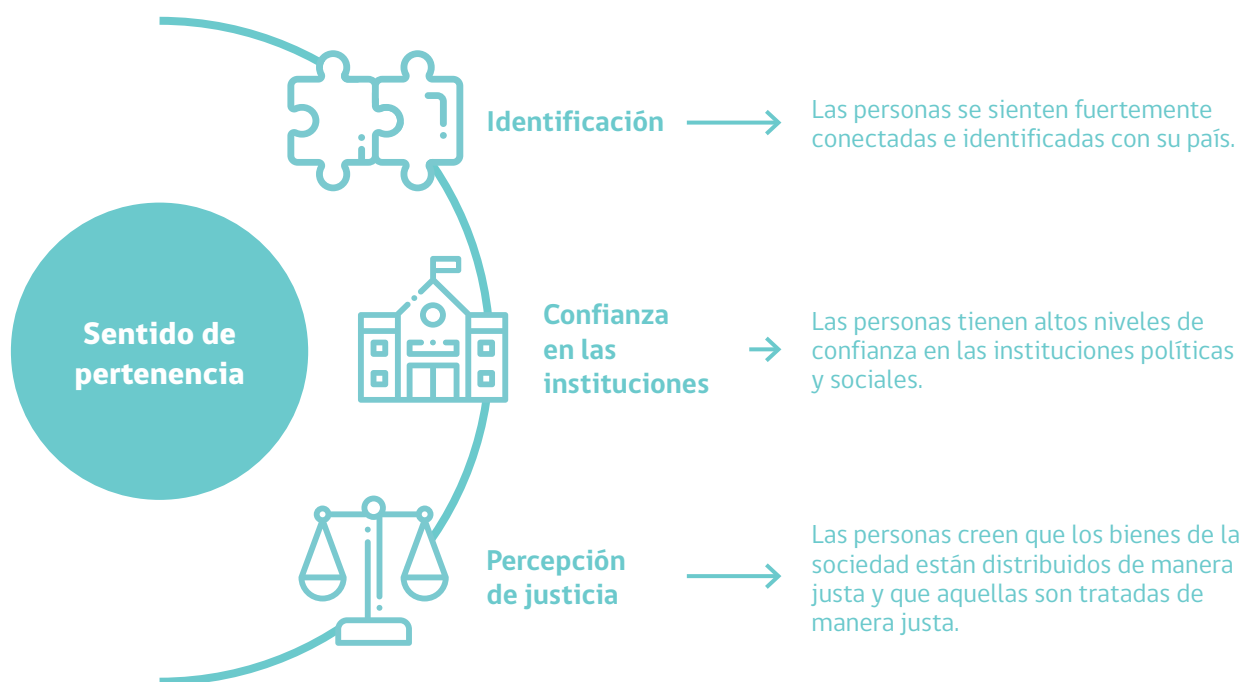 Sentido de
pertenencia
Identificación
Las personas se sienten fuertemente
conectadas e identificadas con su país.
Confianza
en las
instituciones
Las personas tienen altos niveles de
confianza en las instituciones políticas
y sociales.
Percepción
de justicia
Las personas creen que los bienes de la
sociedad están distribuidos de manera
justa y que aquellas son tratadas de
manera justa.